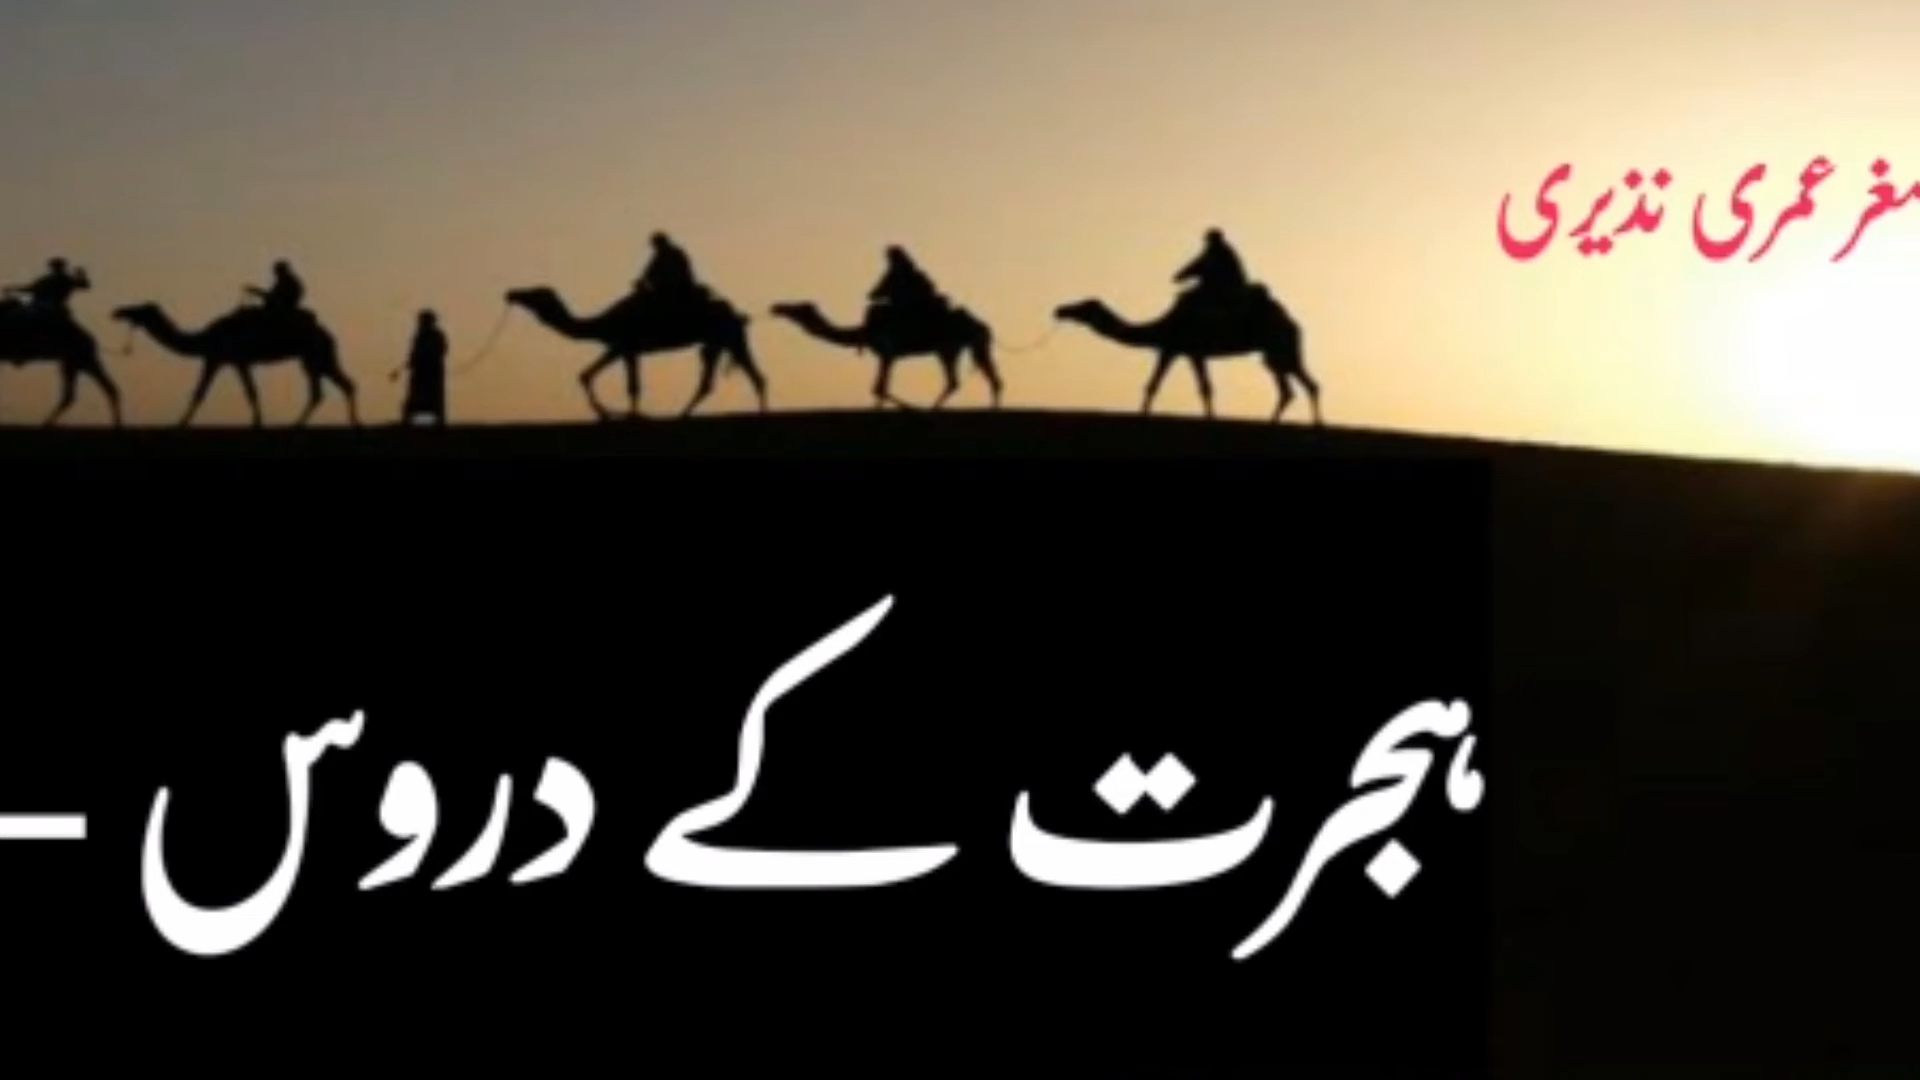 عمری نذیری
ہجرت کے دروس –